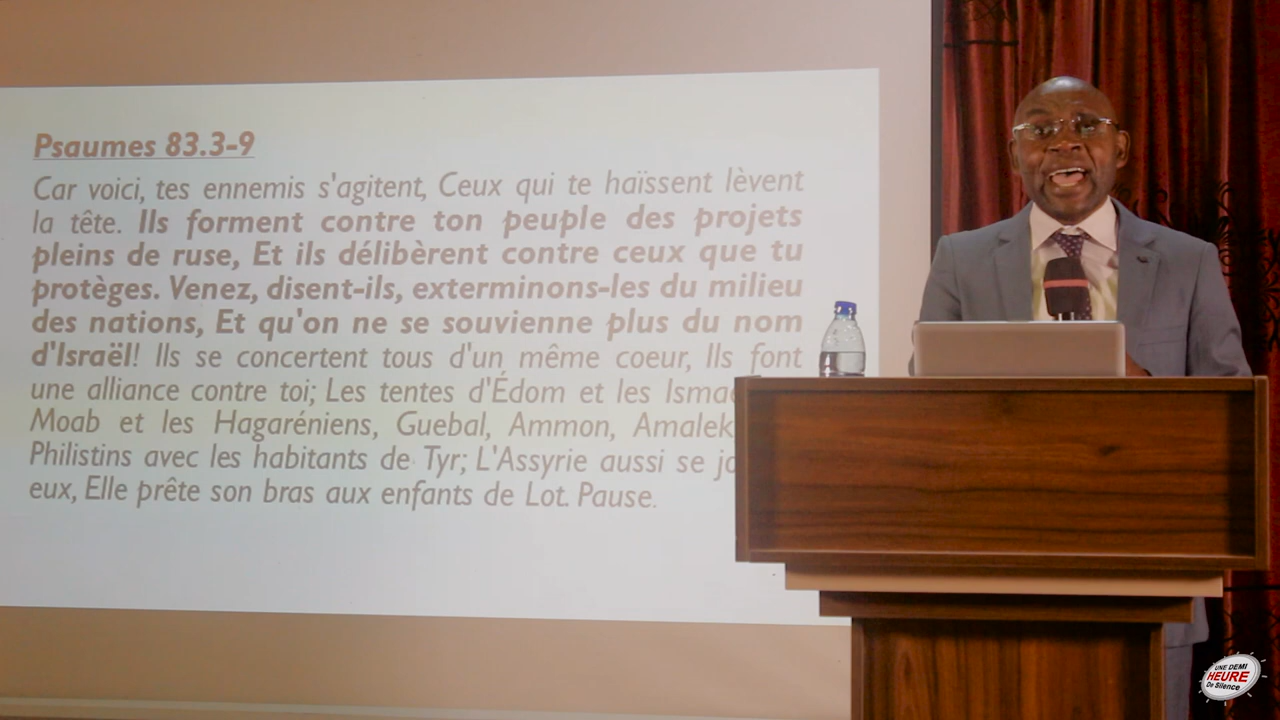 Psaumes 83.3-9
Car voici, tes ennemis s'agitent, Ceux qui te haïssent lèvent
la tête. Ils forment contre ton peuple des projets
pleins de ruse, Et ils délibèrent contre ceux que tu
protèges. Venez, disent-ils, exterminons-les du milieu
des nations, Et qu'on ne se souvienne plus du nom
d'Israël! Ils se concertent tous d'un même coeur, Ils font
une alliance contre toi; Les tentes d'Édom et les
Moab et les Hagaréniens, Guebal, Ammon, Amalek
Philistins avec les habitants de Tyr; L'Assyrie aussi se
eux, Elle prête son bras aux enfants de Lot. Pause.
UNE DEMI
HEURE
De Silence